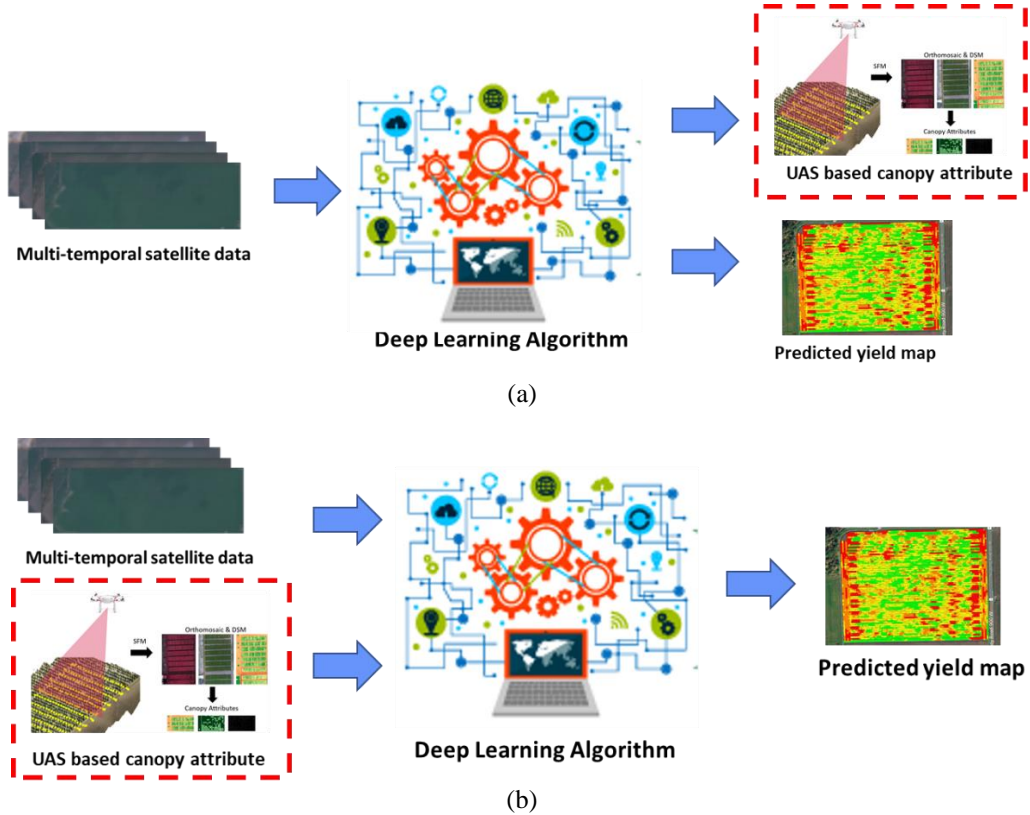 Orthomosaic & DSM
SFM
Canopy Attributes
UAS based canopy attribute
Multi-temporal satellite data
Deep Learning Algorithm
Predicted yield map
(a)
Multi-temporal satellite data
Orthomosaic & DSM
SFM
Canopy Attributes
UAS based canopy attribute
Deep Learning Algorithm
Predicted yield map
(b)